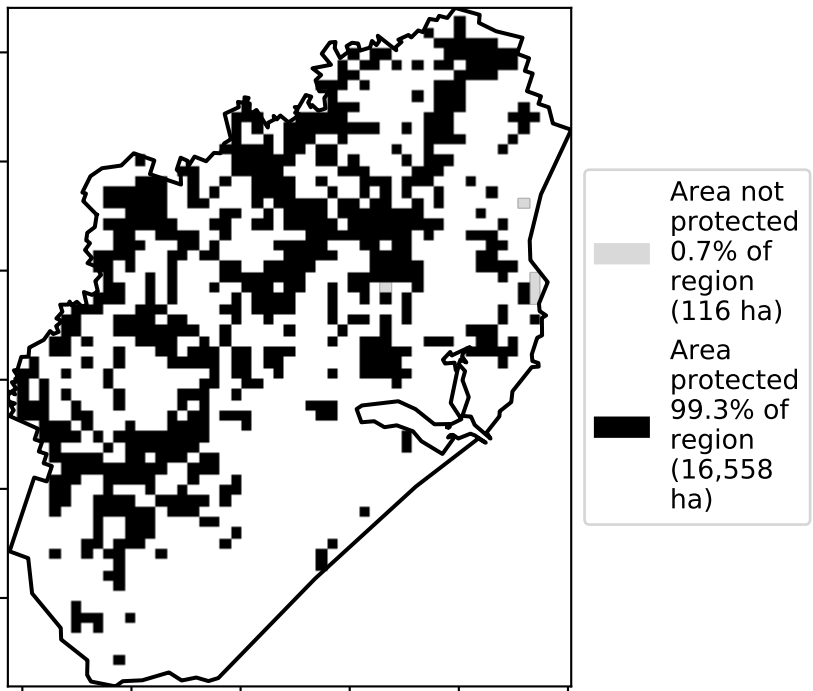 Area not
protected
0.7% of
region
(116 ha)
Area
protected
99.3% of
region
(16,558
ha)